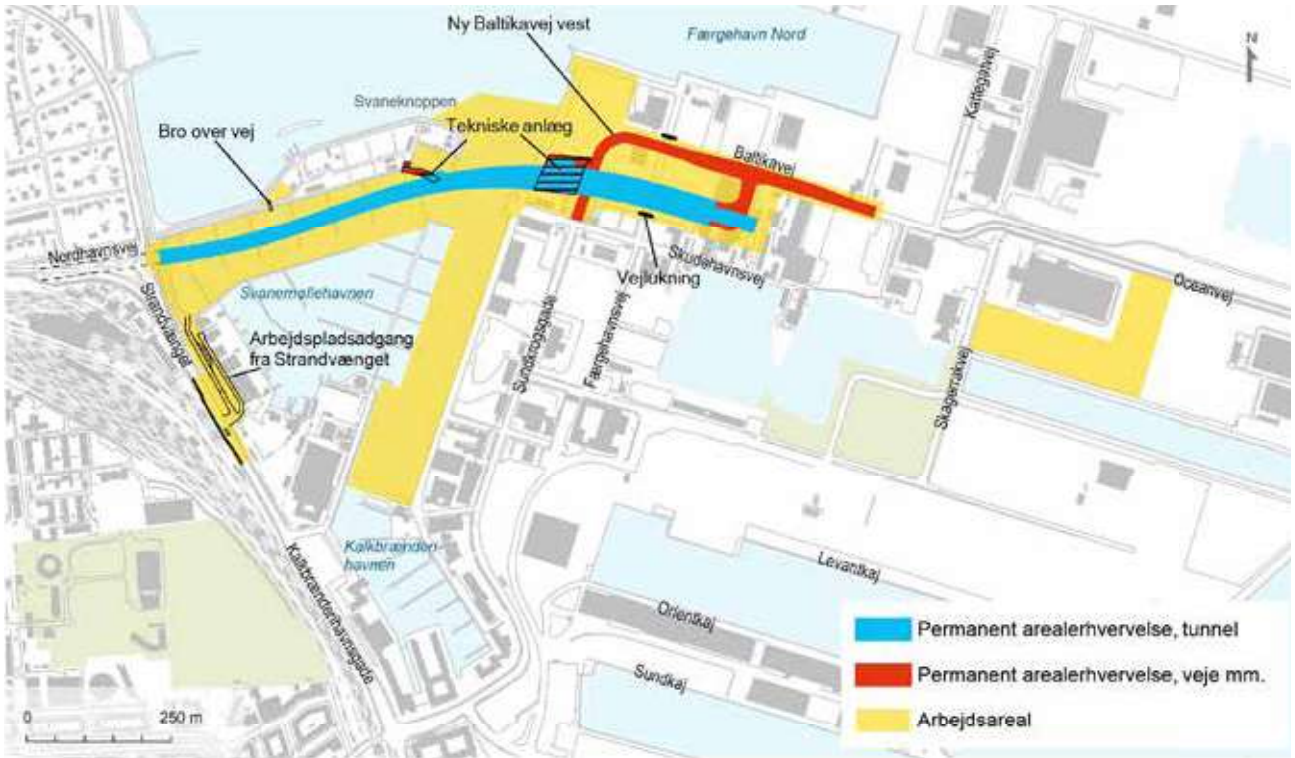 Ny Baltikavej vest
Færgehavn Nord
N
Kattegatvej
Svaneknoppen
Bro over vej
Tekniske anlæg
Baltikavej
Nordhavnsvej
Skudehavnsvej
Oceanvej
Svanemøllehavnen
Vejlukning
Strandvænget
Arbejdspladsadgang
fra Strandvænget
Sundkrogsgade
Færgehavnsvej
Skagerrakvej
Kalkbrænderi-
havnen
Kalkbrænderihavnsgade
Levantkaj
Orientkaj
Sundkaj
Permanent arealerhvervelse, tunnel
Permanent arealerhvervelse, veje mm.
Arbejdsareal
0 250 m